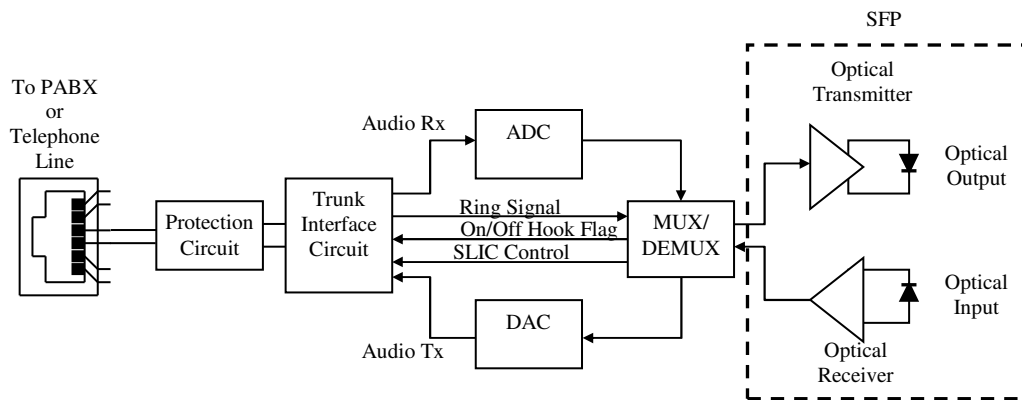 SFP
To PABX
or
Telephone
Line
Optical
Transmitter
Audio Rx
ADC
Optical
Output
Protection
Circuit
Trunk
Interface
Circuit
Ring Signal
On/Off Hook Flag
SLIC Control
MUX/
DEMUX
Optical
Input
DAC
Audio Tx
Optical
Receiver